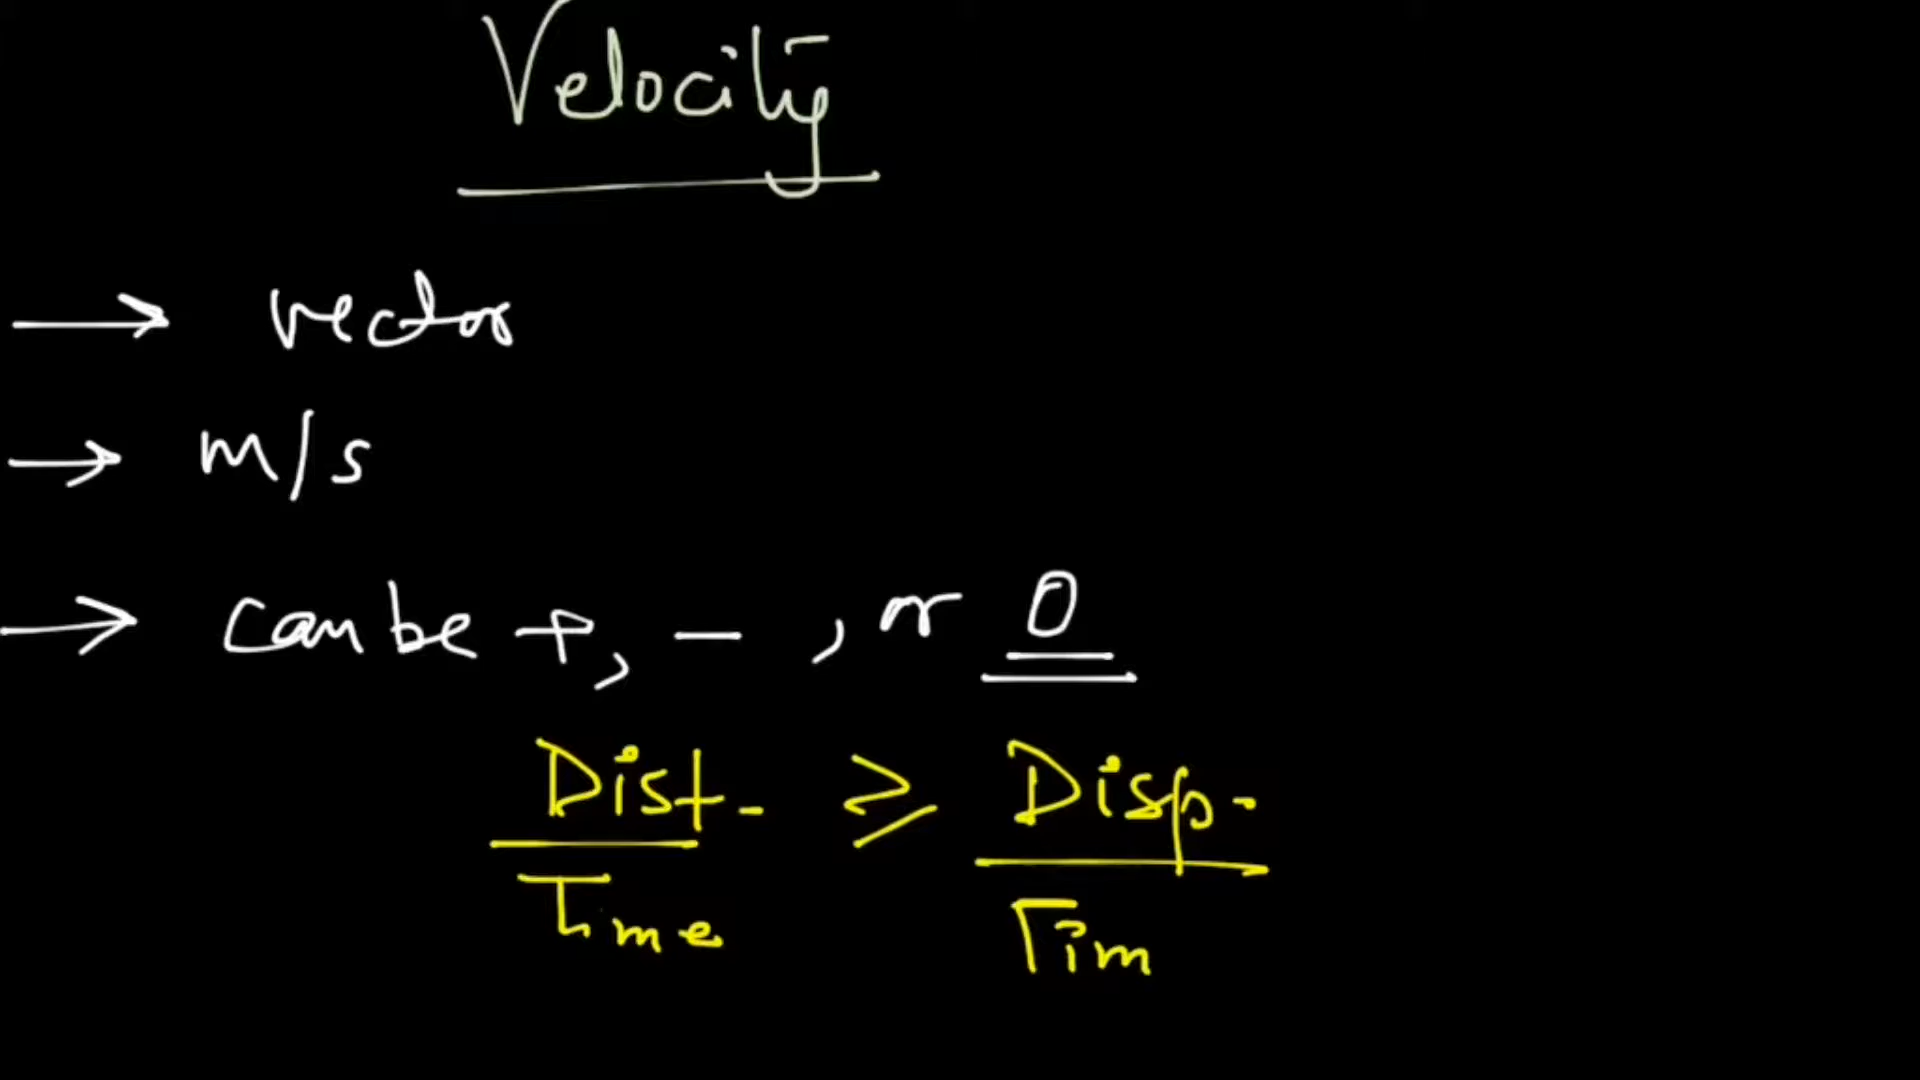 Velocity
→ vector
→ m/s
→ can be +, - , or 0
Dist. ≥ Disp.
Time Tim